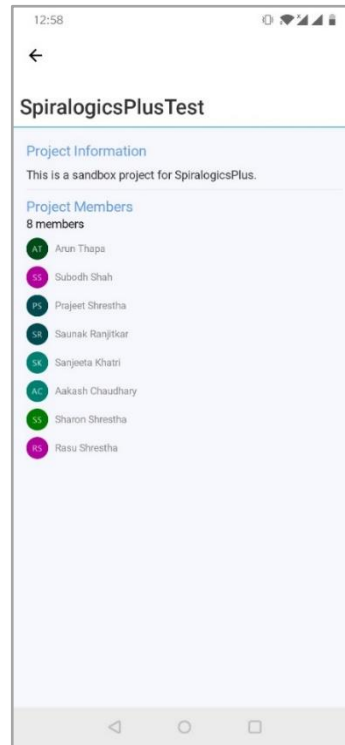 12:58
SpiralogicsPlusTest
Project Information
This is a sandbox project for SpiralogicsPlus.
Project Members
8 members
AT Arun Thapa
SS Subodh Shah
PS Prajeet Shrestha
SR Saunak Ranjitkar
SK Sanjeeta Khatri
AC Aakash Chaudhary
SS Sharon Shrestha
RS Rasu Shrestha